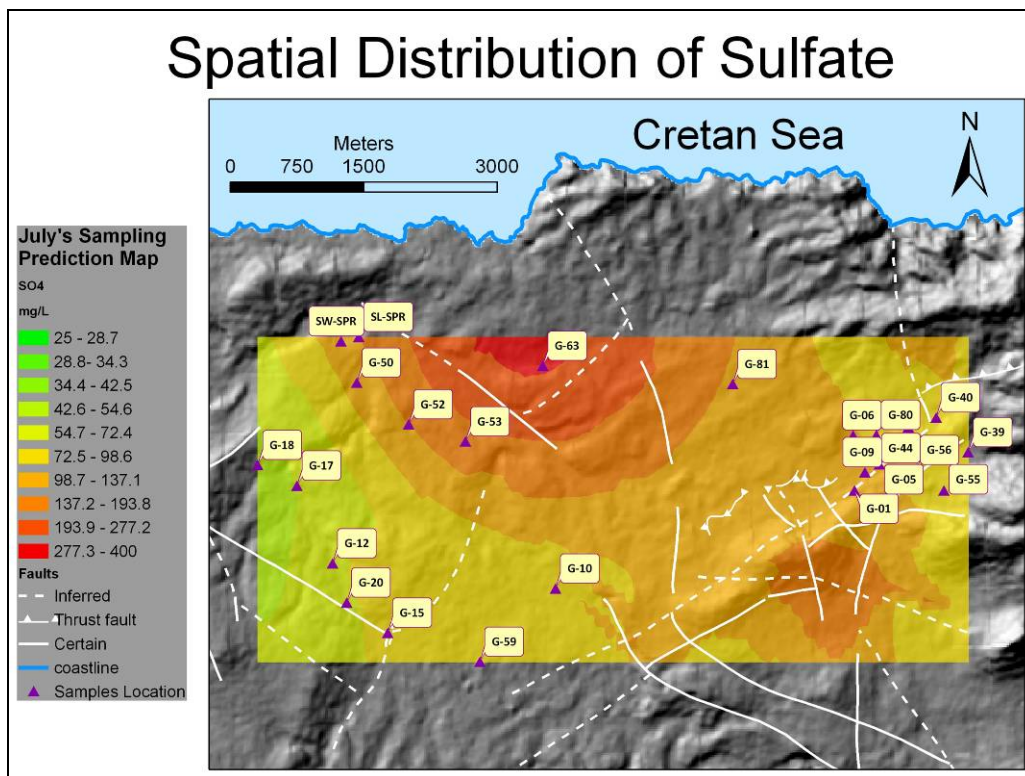 Spatial Distribution of Sulfate
Meters
0 750 1500 3000
Cretan Sea
N
July's Sampling
Prediction Map
SO4
mg/L
25 - 28.7
28.8- 34.3
34.4 - 42.5
42.6 - 54.6
54.7 - 72.4
72.5 - 98.6
98.7 - 137.1
137.2 - 193.8
193.9 - 277.2
277.3 - 400
Faults
Inferred
Thrust fault
Certain
coastline
Samples Location
SW-SPR
SL-SPR
G-63
G-50
G-81
G-52
G-40
G-53
G-06
G-80
G-39
G-18
G-17
G-09
G-44
G-56
G-05
G-55
G-01
G-12
G-10
G-20
G-15
G-59